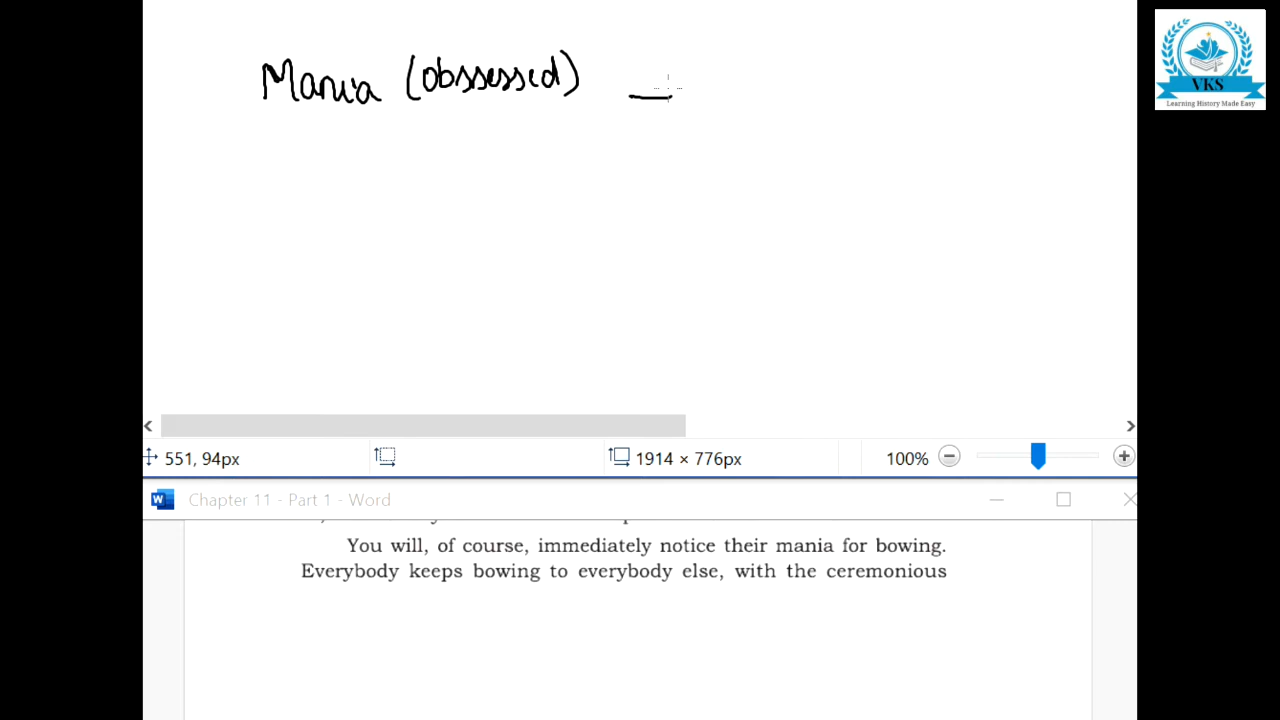 Mania (obssessed) —
VKS
Learning History Made Easy
551, 94px
1914 × 776px
100%
Chapter 11 - Part 1 - Word
You will, of course, immediately notice their mania for bowing.
Everybody keeps bowing to everybody else, with the ceremonious